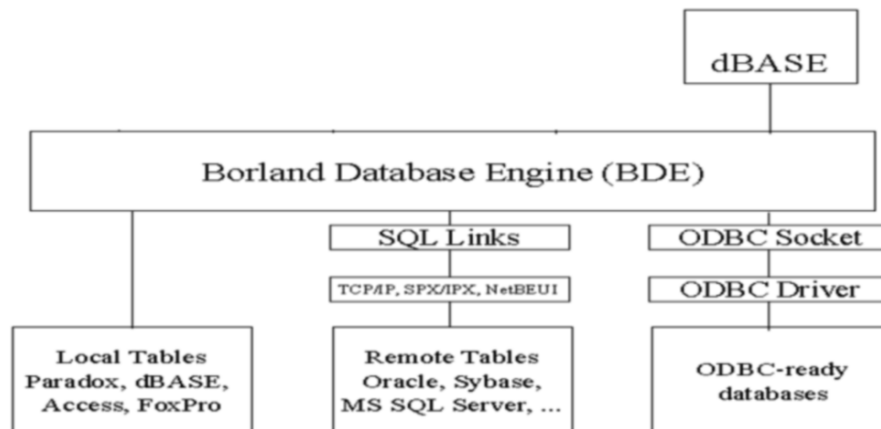 dBASE
Borland Database Engine (BDE)
SQL Links
ODBC Socket
TCP/IP, SPX/IPX, NetBEUI
ODBC Driver
Local Tables
Paradox, dBASE,
Access, FoxPro
Remote Tables
Oracle, Sybase,
MS SQL Server, ...
ODBC-ready
databases